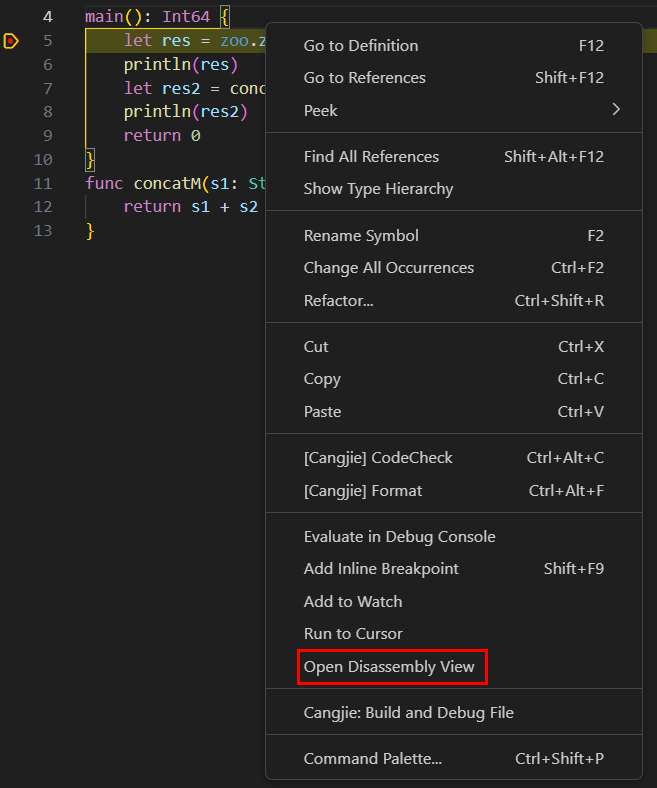 4 main(): Int64 {
5 let res = zoo.z
6 println(res)
7 let res2 = conc
8 println(res2)
9 return 0
10 }
11 func concatM(s1: St
12 return s1 + s2
13 }
Go to Definition F12
Go to References Shift+F12
Peek
Find All References Shift+Alt+F12
Show Type Hierarchy
Rename Symbol F2
Change All Occurrences Ctrl+F2
Refactor... Ctrl+Shift+R
Cut Ctrl+X
Copy Ctrl+C
Paste Ctrl+V
[Cangjie] CodeCheck Ctrl+Alt+C
[Cangjie] Format Ctrl+Alt+F
Evaluate in Debug Console
Add Inline Breakpoint Shift+F9
Add to Watch
Run to Cursor
Open Disassembly View
Cangjie: Build and Debug File
Command Palette... Ctrl+Shift+P